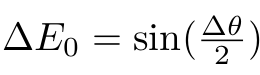 ΔE₀ = sin(Δθ/2)